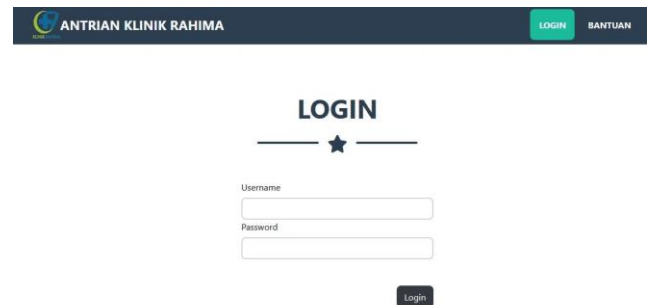 ANTRIAN KLINIK RAHIMA
LOGIN
BANTUAN
LOGIN
Username
Password
Login